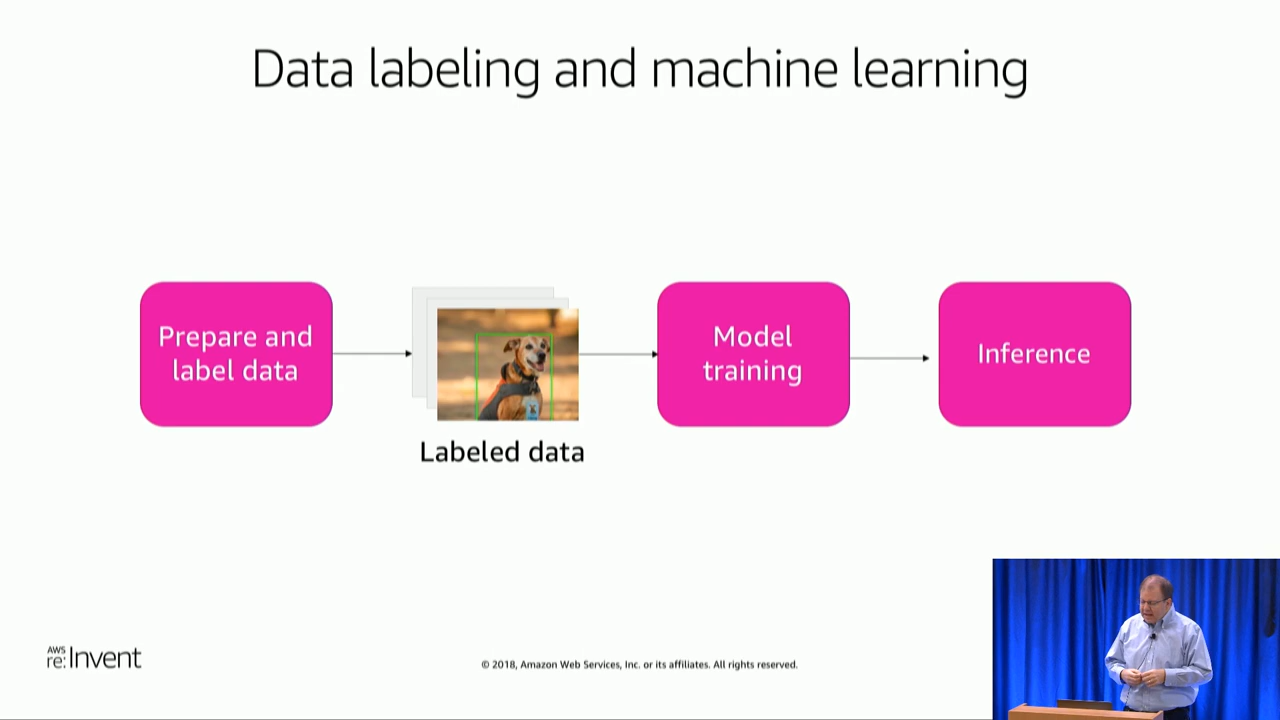 Data labeling and machine learning
Prepare and
label data
Labeled data
Model
training
Inference
AWS
re:Invent
© 2018, Amazon Web Services, Inc. or its affiliates. All rights reserved.